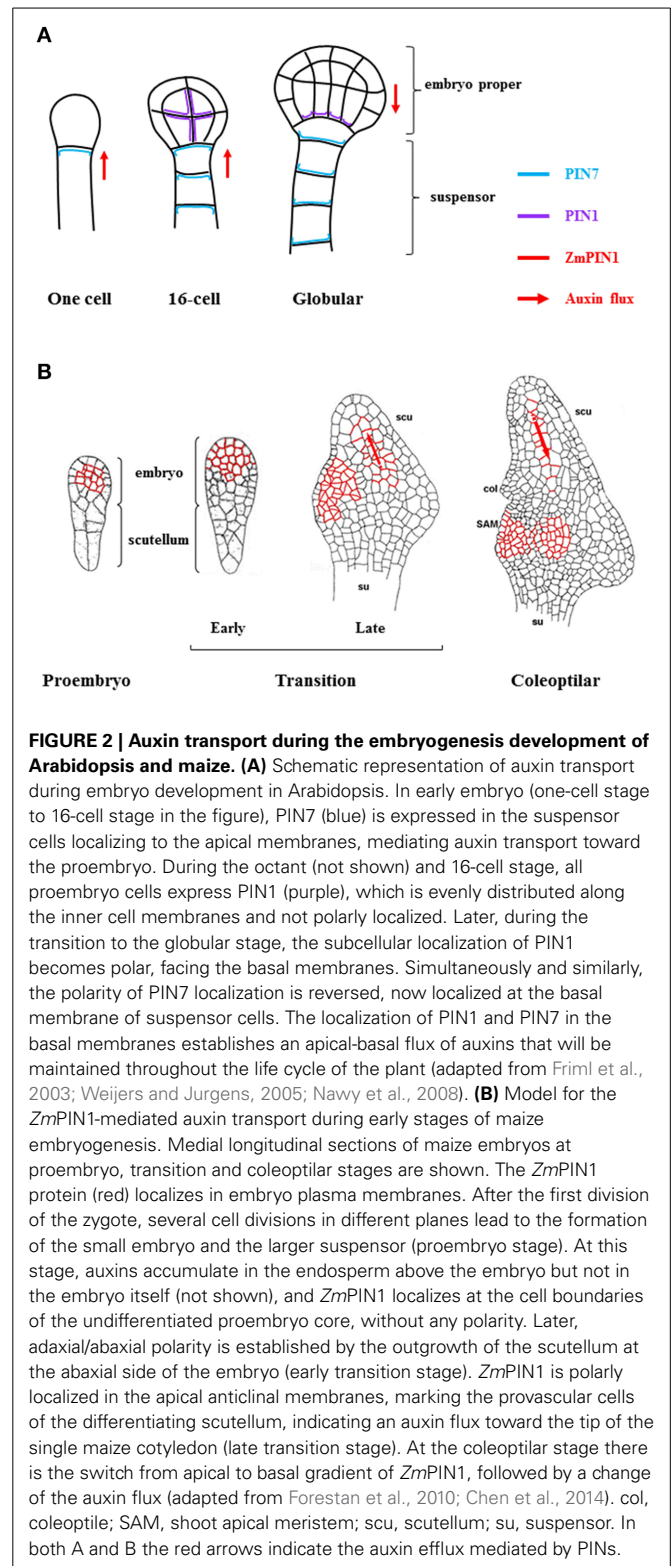 A
embryo proper
suspensor
PIN7
PIN1
ZmPIN1
Auxin flux
One cell
16-cell
Globular
B
scu
scu
embryo
col
scutellum
SAM
su
su
Early
Late
Proembryo
Transition
Coleoptilar
FIGURE 2 | Auxin transport during the embryogenesis development of
Arabidopsis and maize. (A) Schematic representation of auxin transport
during embryo development in Arabidopsis. In early embryo (one-cell stage
to 16-cell stage in the figure), PIN7 (blue) is expressed in the suspensor
cells localizing to the apical membranes, mediating auxin transport toward
the proembryo. During the octant (not shown) and 16-cell stage, all
proembryo cells express PIN1 (purple), which is evenly distributed along
the inner cell membranes and not polarly localized. Later, during the
transition to the globular stage, the subcellular localization of PIN1
becomes polar, facing the basal membranes. Simultaneously and similarly,
the polarity of PIN7 localization is reversed, now localized at the basal
membrane of suspensor cells. The localization of PIN1 and PIN7 in the
basal membranes establishes an apical-basal flux of auxins that will be
maintained throughout the life cycle of the plant (adapted from Friml et al.,
2003; Weijers and Jurgens, 2005; Nawy et al., 2008). (B) Model for the
ZmPIN1-mediated auxin transport during early stages of maize
embryogenesis. Medial longitudinal sections of maize embryos at
proembryo, transition and coleoptilar stages are shown. The ZmPIN1
protein (red) localizes in embryo plasma membranes. After the first division
of the zygote, several cell divisions in different planes lead to the formation
of the small embryo and the larger suspensor (proembryo stage). At this
stage, auxins accumulate in the endosperm above the embryo but not in
the embryo itself (not shown), and ZmPIN1 localizes at the cell boundaries
of the undifferentiated proembryo core, without any polarity. Later,
adaxial/abaxial polarity is established by the outgrowth of the scutellum at
the abaxial side of the embryo (early transition stage). ZmPIN1 is polarly
localized in the apical anticlinal membranes, marking the provascular cells
of the differentiating scutellum, indicating an auxin flux toward the tip of the
single maize cotyledon (late transition stage). At the coleoptilar stage there
is the switch from apical to basal gradient of ZmPIN1, followed by a change
of the auxin flux (adapted from Forestan et al., 2010; Chen et al., 2014). col,
coleoptile; SAM, shoot apical meristem; scu, scutellum; su, suspensor. In
both A and B the red arrows indicate the auxin efflux mediated by PINs.